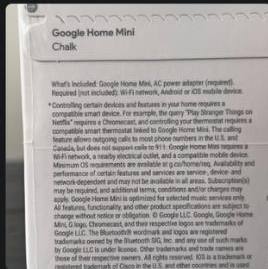 Google Home Mini
Chalk
What's Included: Google Home Mini, AC power adapter (required).
Required (not included): Wi-Fi network, Android or iOS mobile device.
*Controlling certain devices and features in your home requires a
compatible smart device. For example, the query "Play Stranger Things on
Netflix" requires a Chromecast, and controlling your thermostat requires a
compatible smart thermostat linked to Google Home Mini. The calling
feature allows outgoing calls to most phone numbers in the U.S. and
Canada, but does not support calls to 911. Google Home Mini requires a
Wi-Fi network, a nearby electrical outlet, and a compatible mobile device.
Minimum OS requirements are available at g.co/home/req. Availability and
performance of certain features and services are service, device- and
network-dependent and may not be available in all areas. Subscription(s)
may be required, and additional terms, conditions and/or charges may
apply. Google Home Mini is optimized for selected music services only.
All features, functionality, and other product specifications are subject to
change without notice or obligation. © Google LLC. Google, Google Home
Mini, G logo, Chromecast, and their respective logos are trademarks of
Google LLC. The Bluetooth® wordmark and logos are registered
trademarks owned by the Bluetooth SIG, Inc. and any use of such marks
by Google LLC is under license. Other trademarks and trade names are
those of their respective owners. All rights reserved. IOS is a trademark or
registered trademark of Cisco in the U.S. and other countries and is used